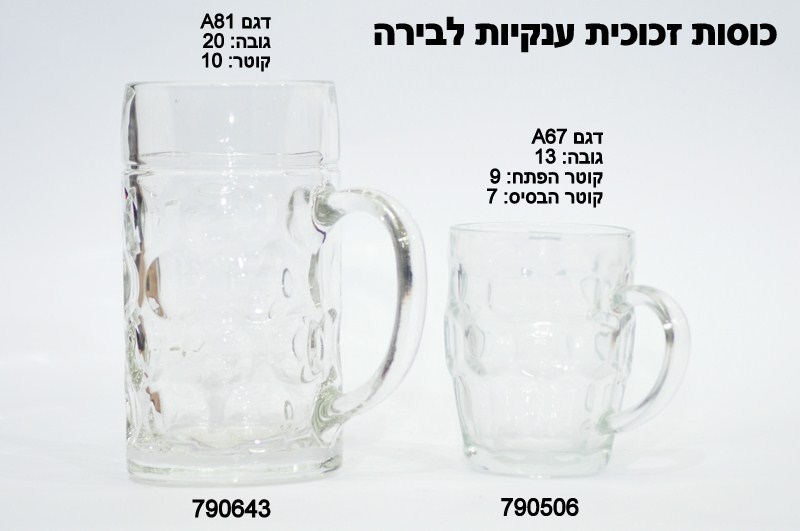 כוסות זכוכית ענקיות לבירה
דגם A81
גובה: 20
קוטר: 10
דגם A67
גובה: 13
קוטר הפתח: 9
קוטר הבסיס: 7
790643
790506